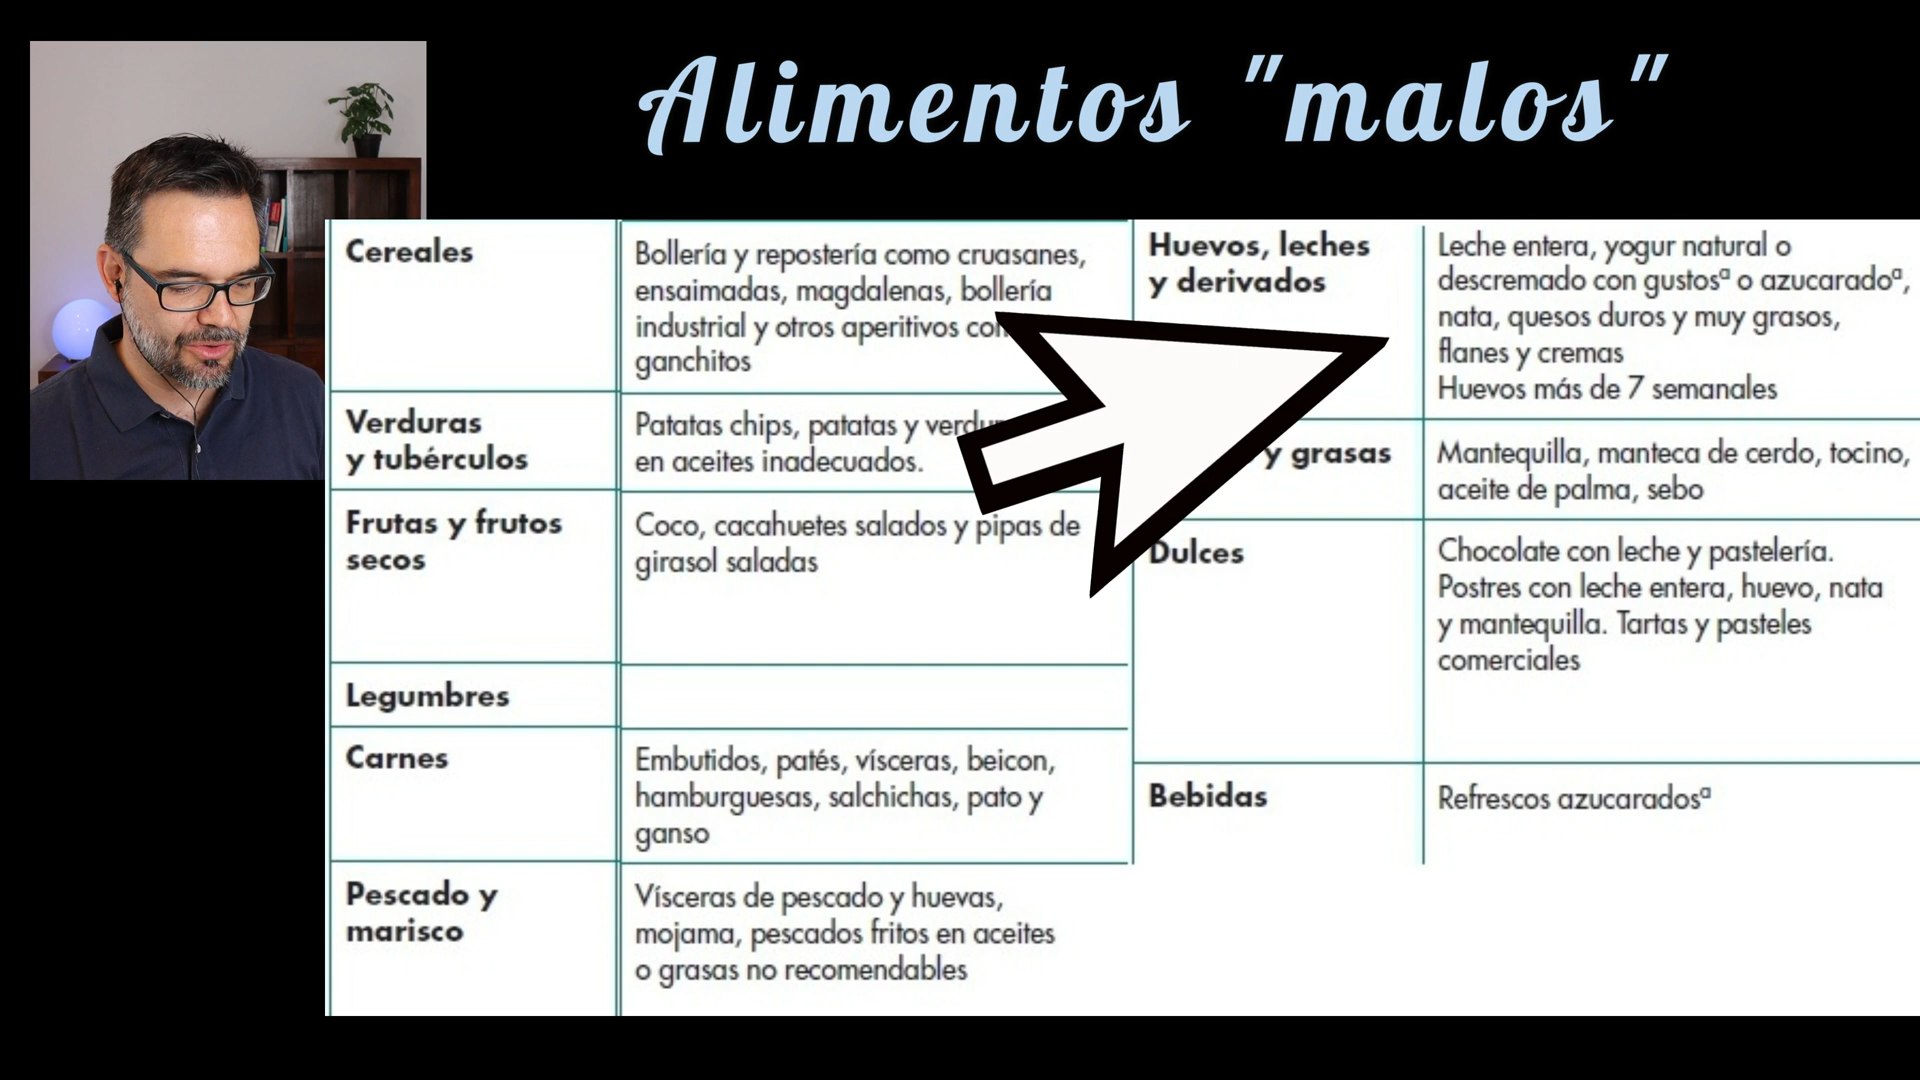 Alimentos "malos"
Cereales
Bollería y repostería como cruasanes,
ensaimadas, magdalenas, bollería
industrial y otros aperitivos
ganchitos
Verduras
y tubérculos
Patatas chips, patatas y
en aceites inadecuados.
Frutas y frutos
secos
Coco, cacahuetes salados y pipas de
girasol saladas
Legumbres
Carnes
Embutidos, patés, vísceras, beicon,
hamburguesas, salchichas, pato y
ganso
Pescado y
marisco
Vísceras de pescado y huevas,
mojama, pescados fritos en aceites
o grasas no recomendables
Huevos, leches
y derivados
Leche entera, yogur natural o
descremado con gustosª o azucaradoª,
nata, quesos duros y muy grasos,
flanes y cremas
Huevos más de 7 semanales
y grasas
Mantequilla, manteca de cerdo, tocino,
aceite de palma, sebo
Dulces
Chocolate con leche y pastelería.
Postres con leche entera, huevo, nata
y mantequilla. Tartas y pasteles
comerciales
Bebidas
Refrescos azucaradosª